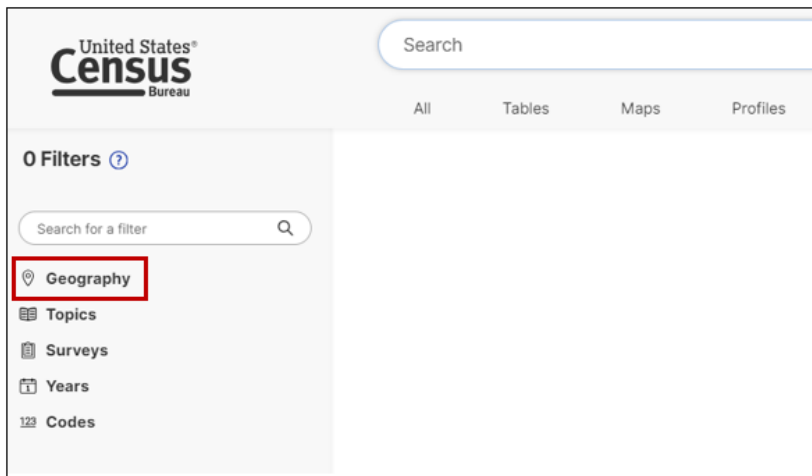 United States®
Census
Bureau
Search
All Tables Maps Profiles
0 Filters ?
Search for a filter
Geography
Topics
Surveys
1 Years
123 Codes